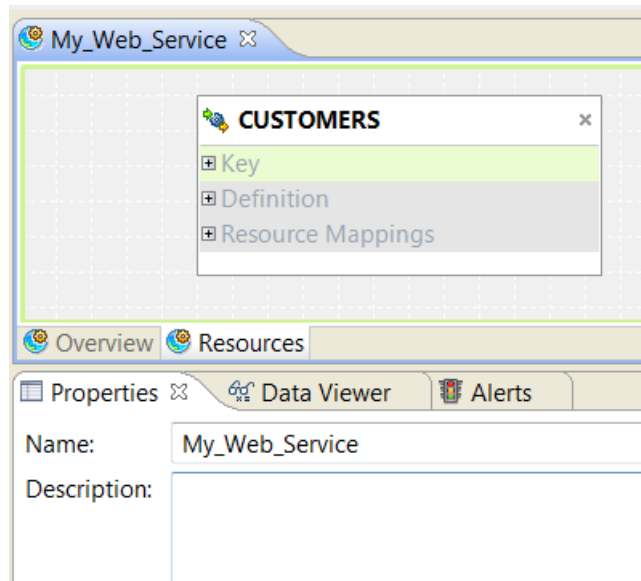 My_Web_Service
CUSTOMERS
Key
Definition
Resource Mappings
Overview Resources
Properties Data Viewer Alerts
Name: My_Web_Service
Description: